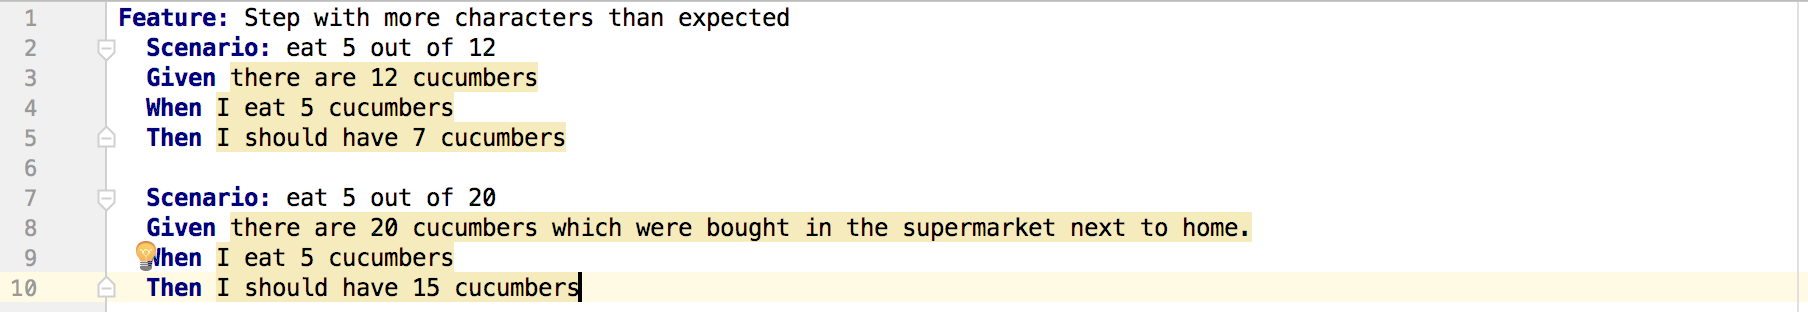 1 Feature: Step with more characters than expected
2 Scenario: eat 5 out of 12
3 Given there are 12 cucumbers
4 When I eat 5 cucumbers
5 Then I should have 7 cucumbers
6
7 Scenario: eat 5 out of 20
8 Given there are 20 cucumbers which were bought in the supermarket next to home.
9 When I eat 5 cucumbers
10 Then I should have 15 cucumbers